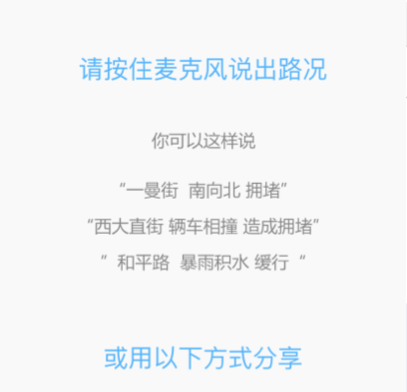 请按住麦克风说出路况
你可以这样说
“一曼街 南向北 拥堵”
“西大直街 辆车相撞 造成拥堵”
“ 和平路 暴雨积水 缓行 “
或用以下方式分享